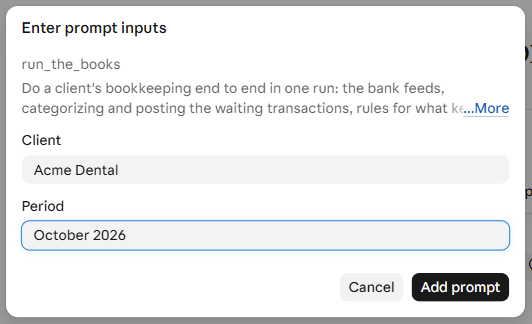 Enter prompt inputs
run_the_books
Do a client's bookkeeping end to end in one run: the bank feeds,
categorizing and posting the waiting transactions, rules for what ...More
Client
Acme Dental
Period
October 2026
Cancel
Add prompt